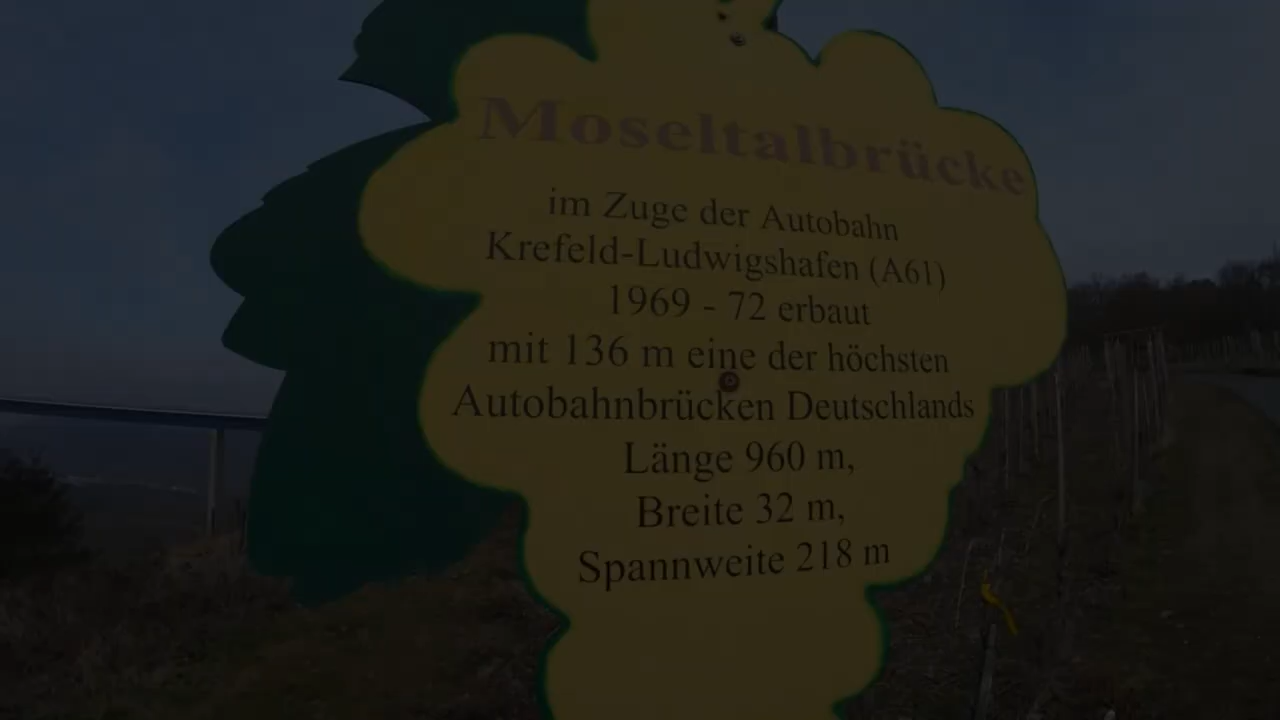 Moseltalbrücke
im Zuge der Autobahn
Krefeld-Ludwigshafen (A61)
1969 - 72 erbaut
mit 136 m eine der höchsten
Autobahnbrücken Deutschlands
Länge 960 m,
Breite 32 m,
Spannweite 218 m